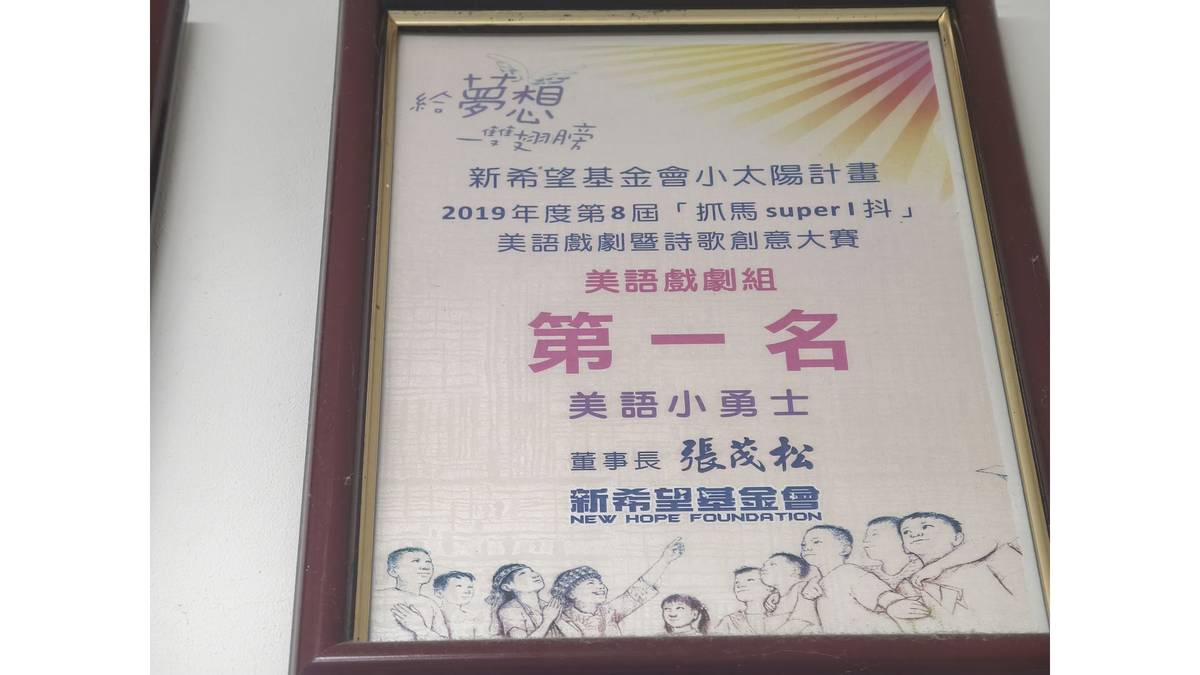 給夢想
一雙翅膀
新希望基金會小太陽計畫
2019年度第8屆「抓馬superI抖」
美語戲劇暨詩歌創意大賽
美語戲劇組
第一名
美語小勇士
董事長 張茂松
新希望基金會
NEW HOPE FOUNDATION